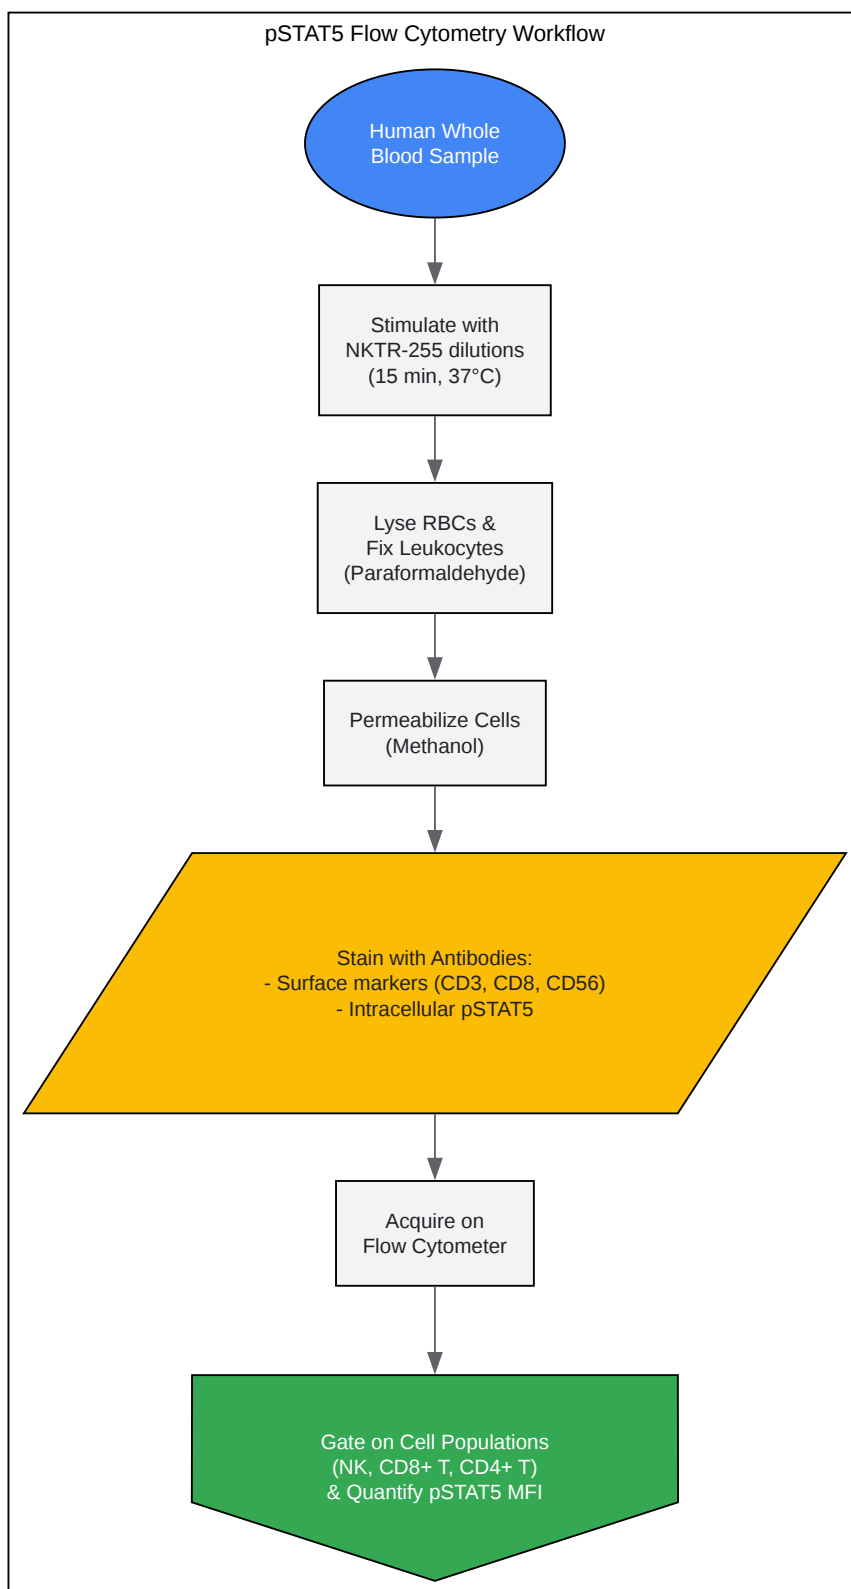 pSTAT5 Flow Cytometry Workflow
Human Whole
Blood Sample
Stimulate with
NKTR-255 dilutions
(15 min, 37°C)
Lyse RBCs &
Fix Leukocytes
(Paraformaldehyde)
Permeabilize Cells
(Methanol)
Stain with Antibodies:
- Surface markers (CD3, CD8, CD56)
- Intracellular pSTAT5
Acquire on
Flow Cytometer
Gate on Cell Populations
(NK, CD8+ T, CD4+ T)
& Quantify pSTAT5 MFI